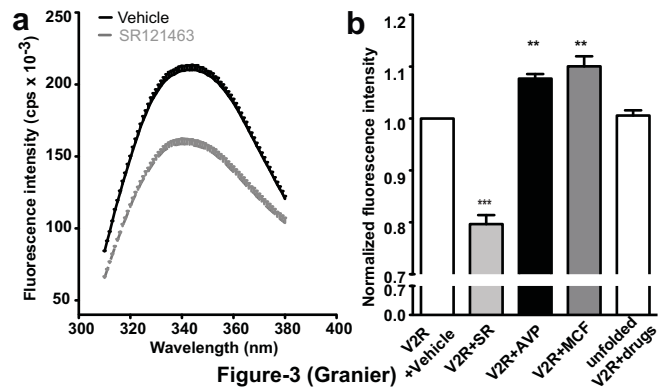 a
Vehicle
SR121463
Fluorescence intensity (cps x 10-3)
250
200
150
100
50
300
320
340
360
380
400
Wavelength (nm)
b
Normalized fluorescence intensity
1.2
1.1
1.0
0.9
0.8
0.7
0.7
0.0
***
**
**
V2R
+Vehicle
V2R+SR
V2R+AVP
V2R+MCF
unfolded
V2R+drugs
Figure-3 (Granier)